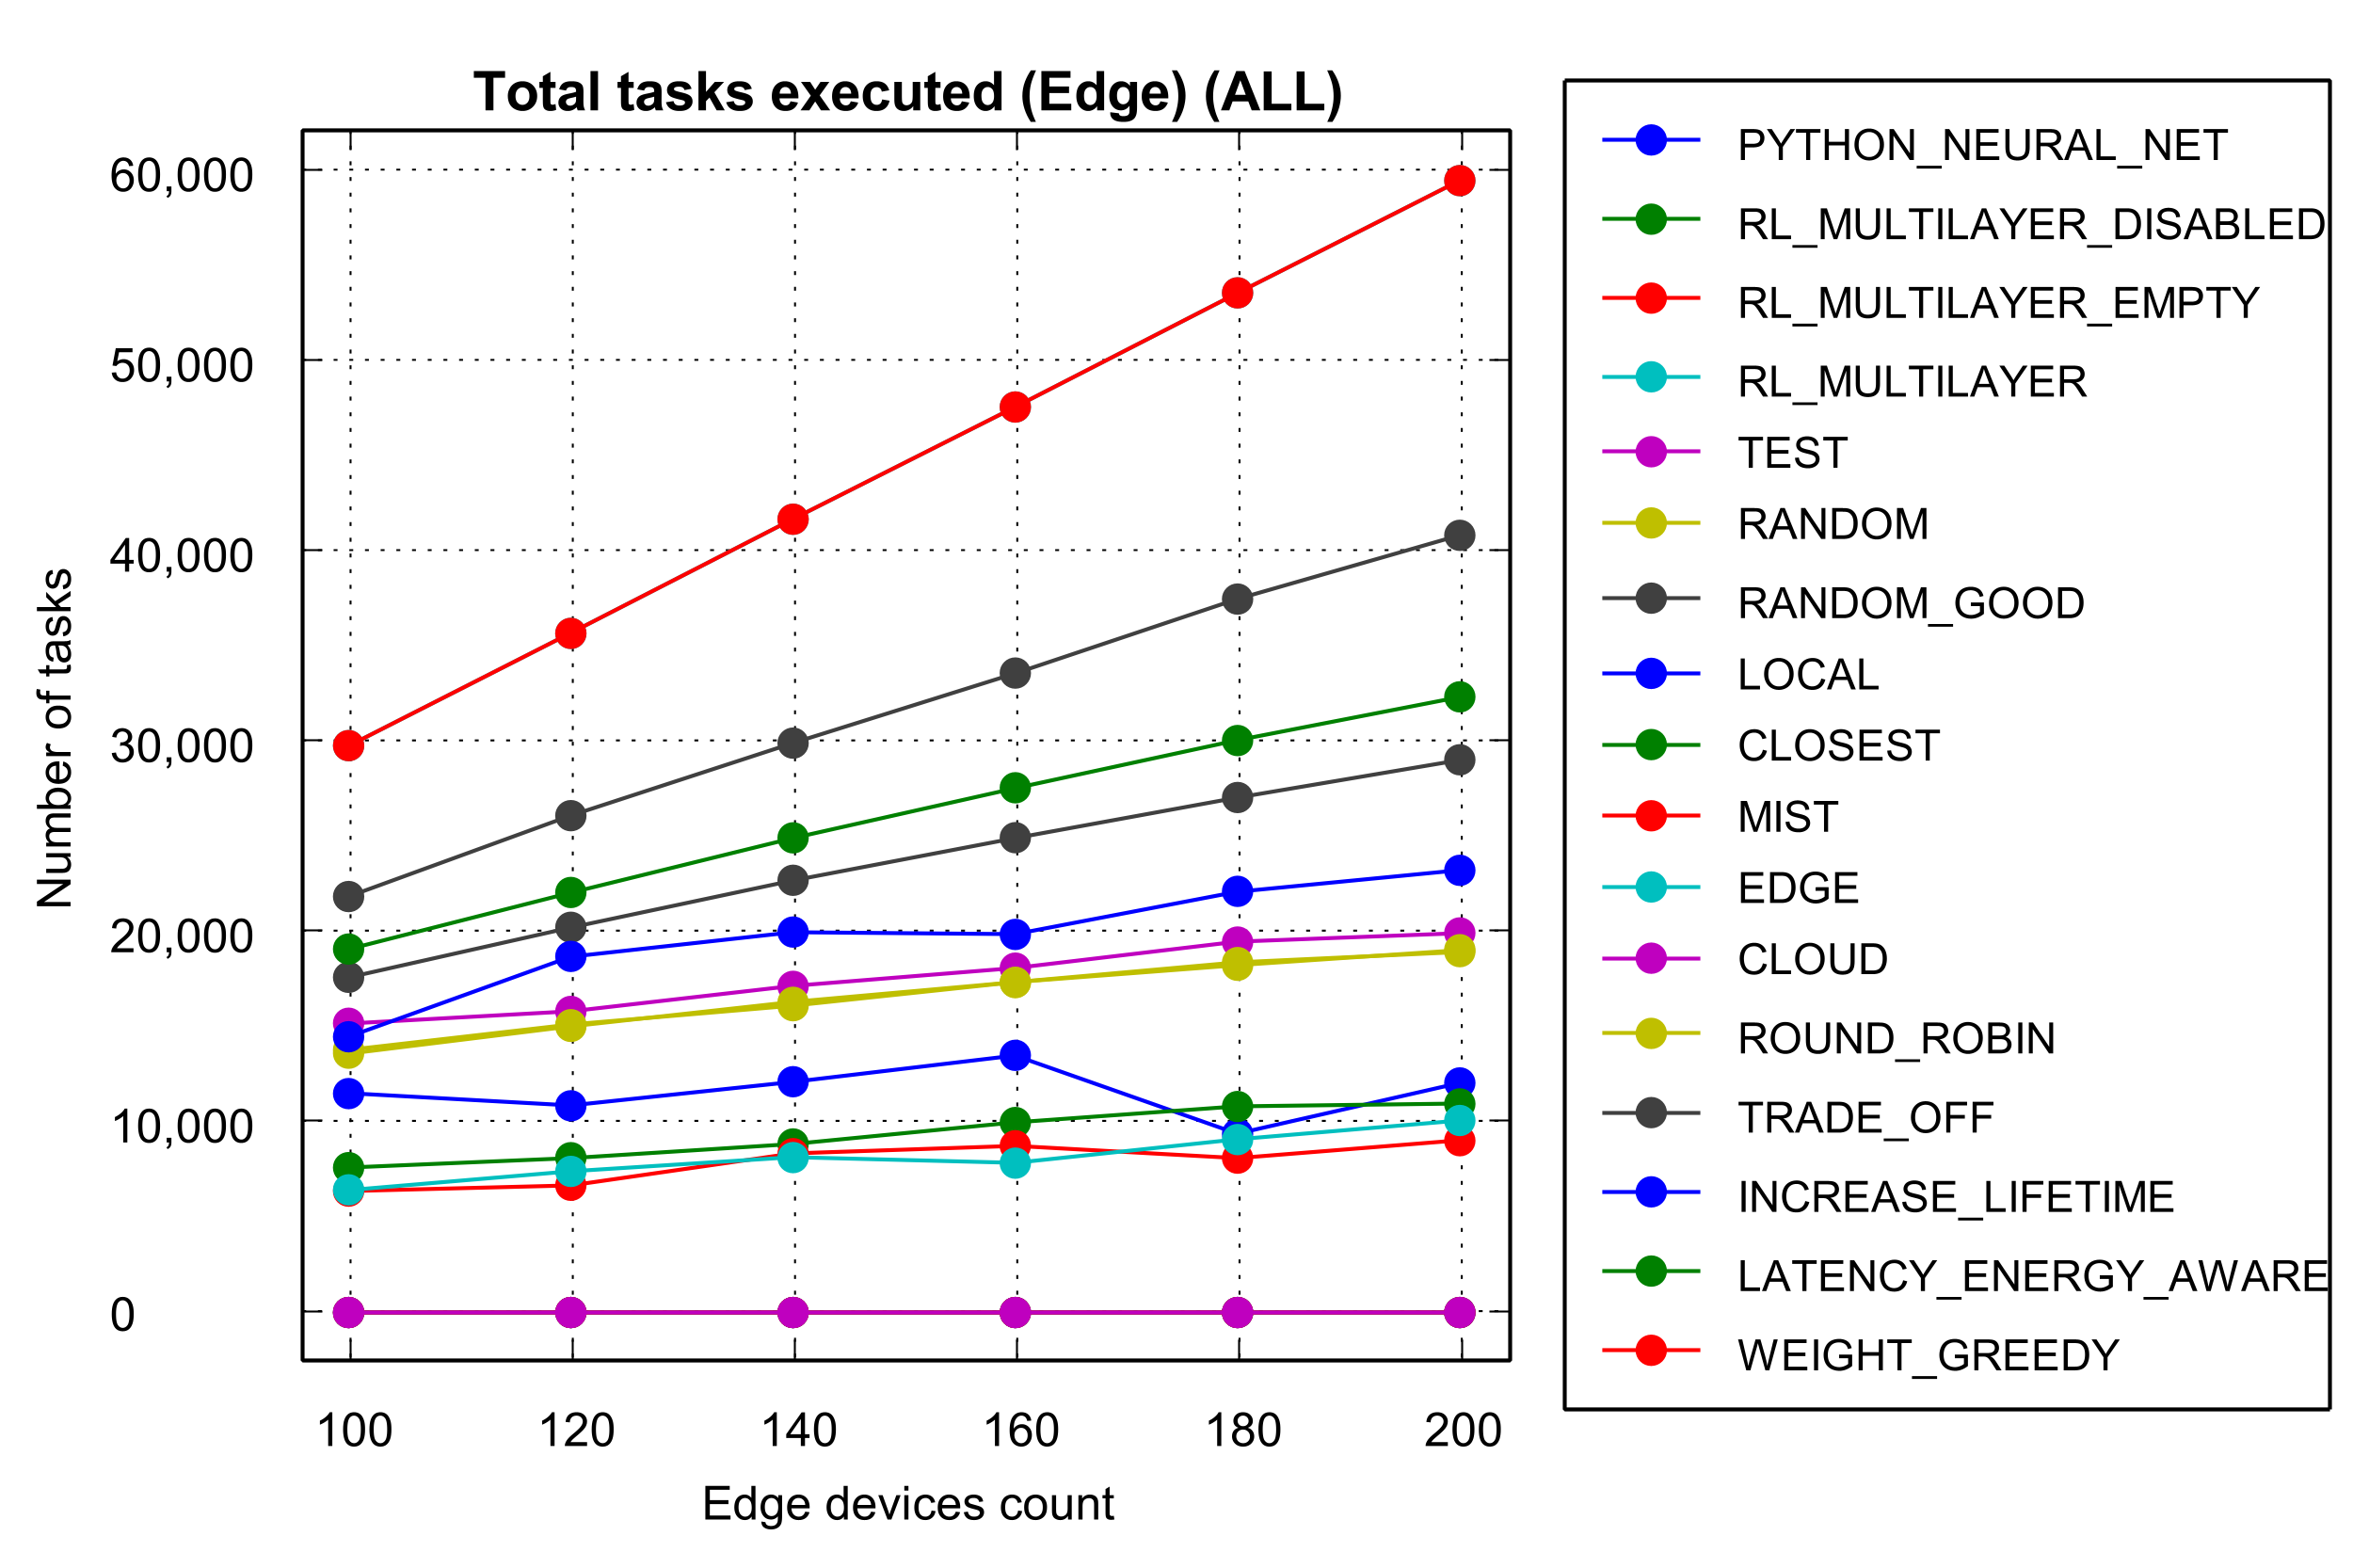 Total tasks executed (Edge) (ALL)
60,000
50,000
40,000
30,000
20,000
10,000
0
Number of tasks
100
120
140
160
180
200
Edge devices count
PYTHON_NEURAL_NET
RL_MULTILAYER_DISABLED
RL_MULTILAYER_EMPTY
RL_MULTILAYER
TEST
RANDOM
RANDOM_GOOD
LOCAL
CLOSEST
MIST
EDGE
CLOUD
ROUND_ROBIN
TRADE_OFF
INCREASE_LIFETIME
LATENCY_ENERGY_AWARE
WEIGHT_GREEDY